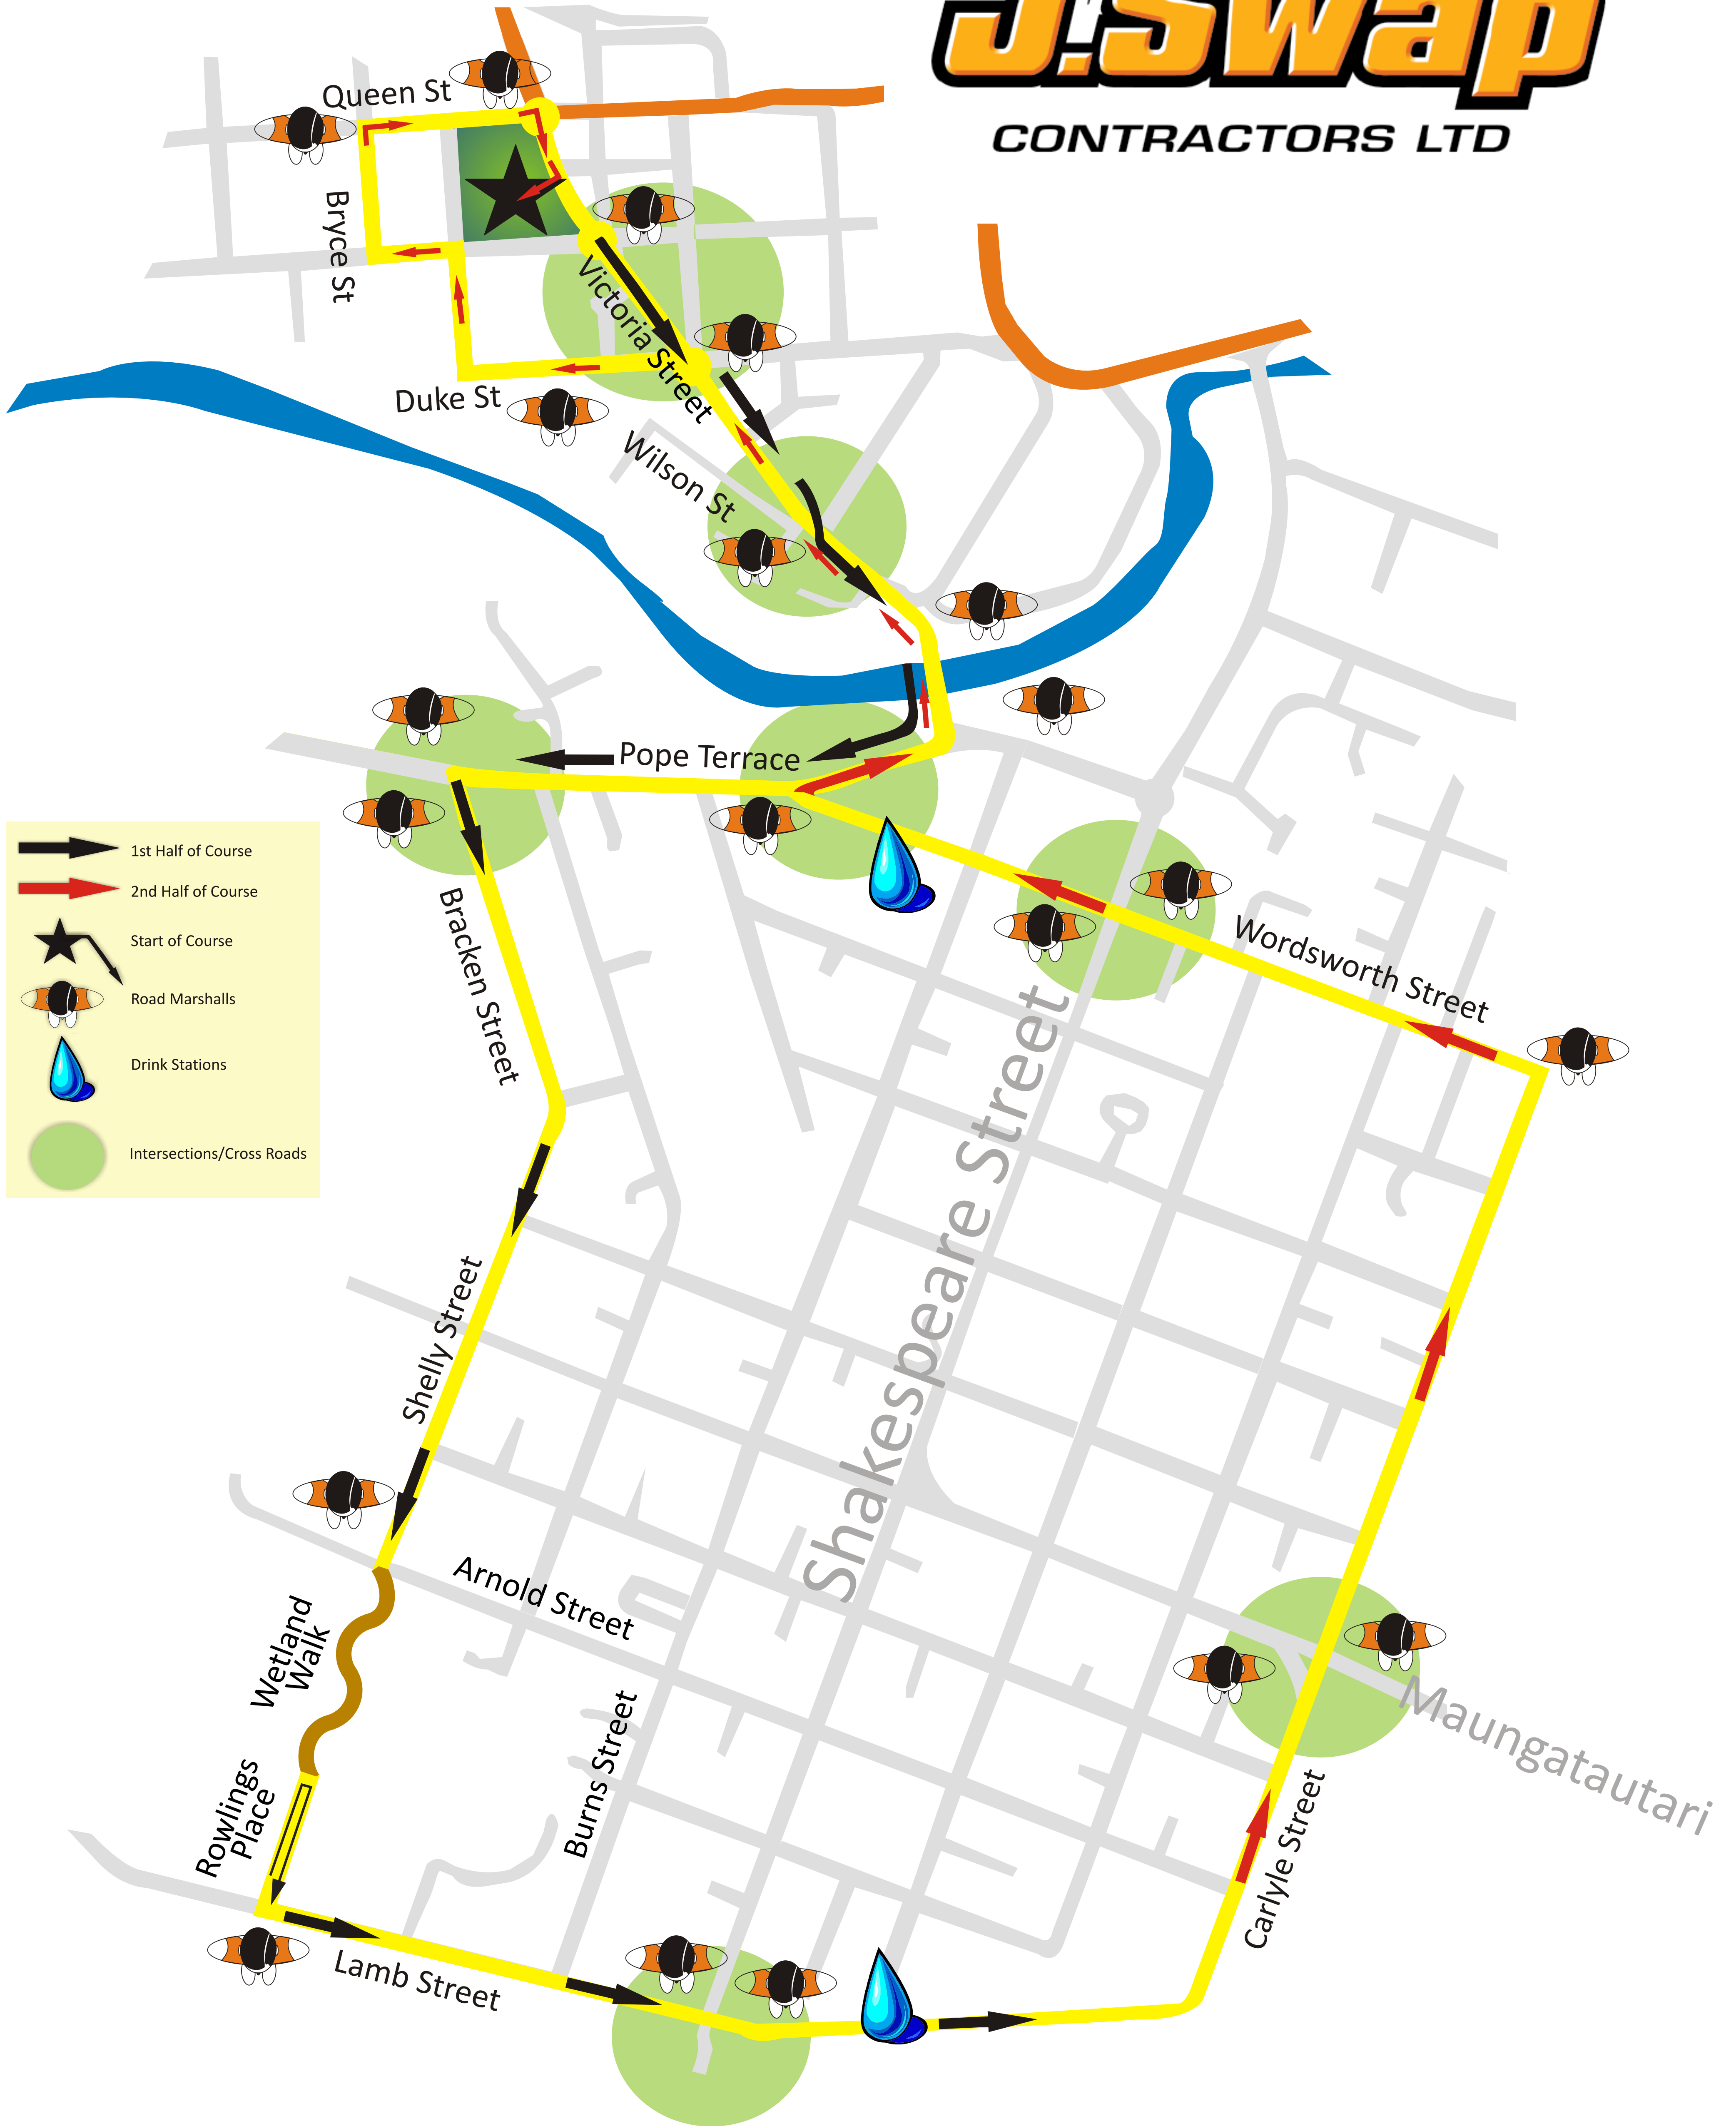 J.Swap
CONTRACTORS LTD
Queen St
Bryce St
Victoria Street
Duke St
Wilson St
Pope Terrace
1st Half of Course
2nd Half of Course
Start of Course
Road Marshalls
Drink Stations
Intersections/Cross Roads
Bracken Street
Wordsworth Street
Shakespeare Street
Shelly Street
Arnold Street
Wetland
Walk
Burns Street
Maungatautari
Rowlings
Place
Carlyle Street
Lamb Street